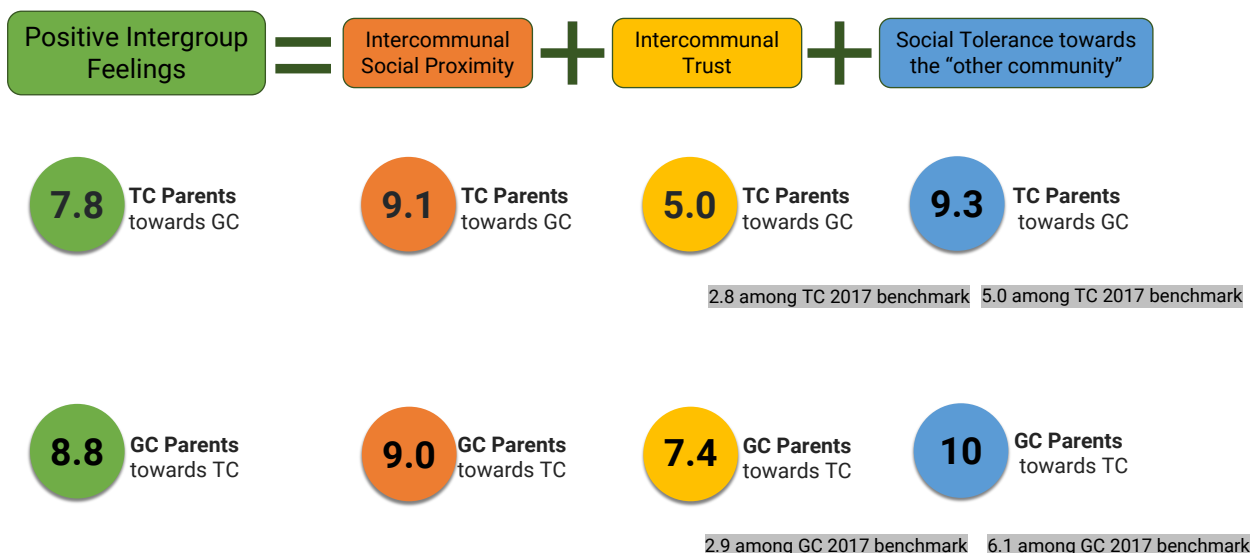 Positive Intergroup
Feelings
Intercommunal
Social Proximity
Intercommunal
Trust
Social Tolerance towards
the “other community”
7.8
TC Parents
towards GC
9.1
TC Parents
towards GC
5.0
TC Parents
towards GC
9.3
TC Parents
towards GC
2.8 among TC 2017 benchmark
5.0 among TC 2017 benchmark
8.8
GC Parents
towards TC
9.0
GC Parents
towards TC
7.4
GC Parents
towards TC
10
GC Parents
towards TC
2.9 among GC 2017 benchmark
6.1 among GC 2017 benchmark